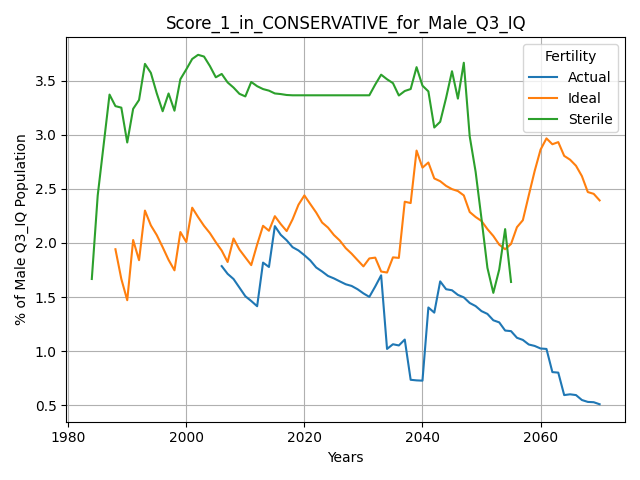 Score_1_in_CONSERVATIVE_for_Male_Q3_IQ
% of Male Q3_IQ Population
3.5
3.0
2.5
2.0
1.5
1.0
0.5
Fertility
Actual
Ideal
Sterile
1980
2000
2020
2040
2060
Years